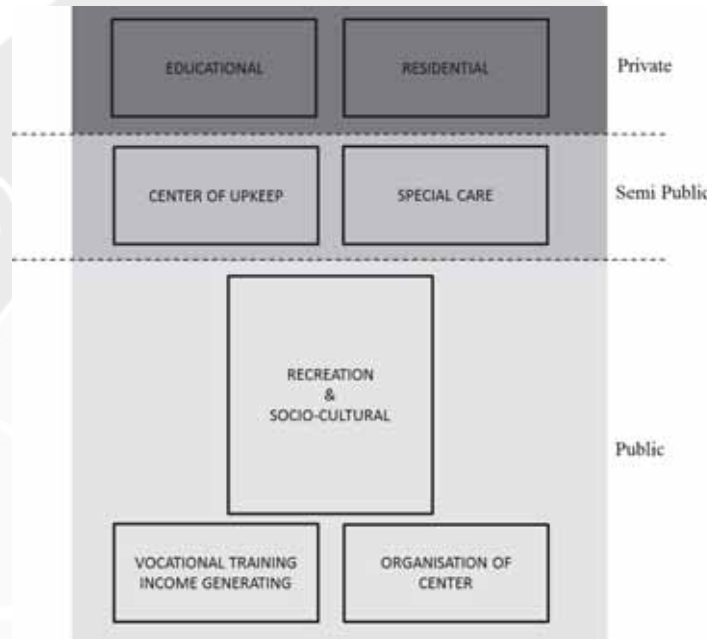 EDUCATIONAL
RESIDENTIAL
Private
CENTER OF UPKEEP
SPECIAL CARE
Semi Public
RECREATION
&
SOCIO-CULTURAL
Public
VOCATIONAL TRAINING
INCOME GENERATING
ORGANISATION OF
CENTER